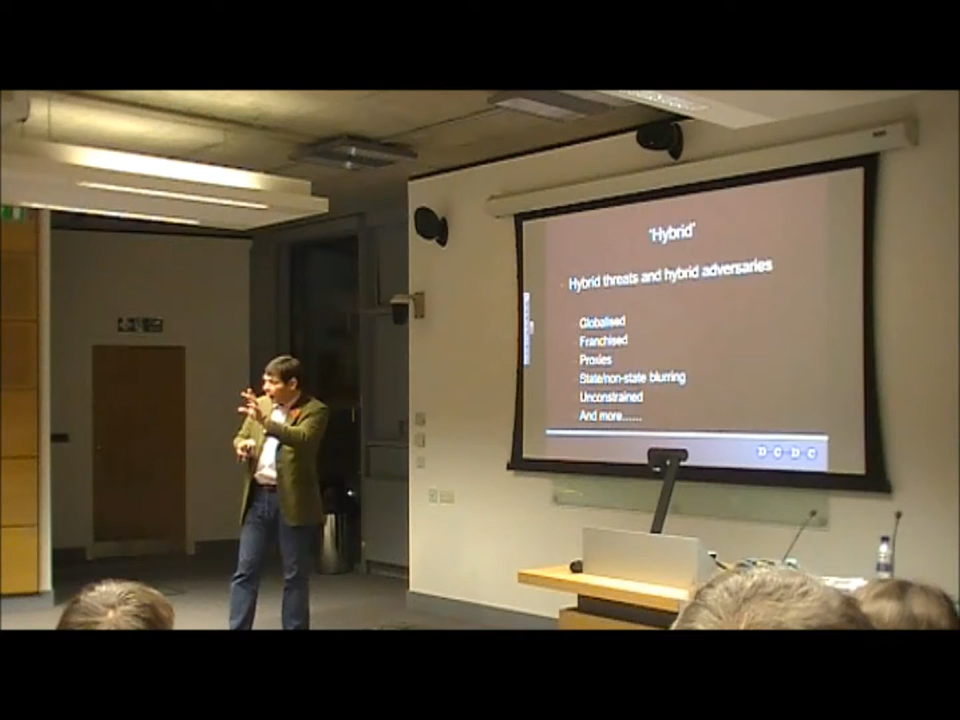 'Hybrid'
Hybrid threats and hybrid adversaries
Globalised
Franchised
Proxies
State/non-state blurring
Unconstrained
And more......
D C D C